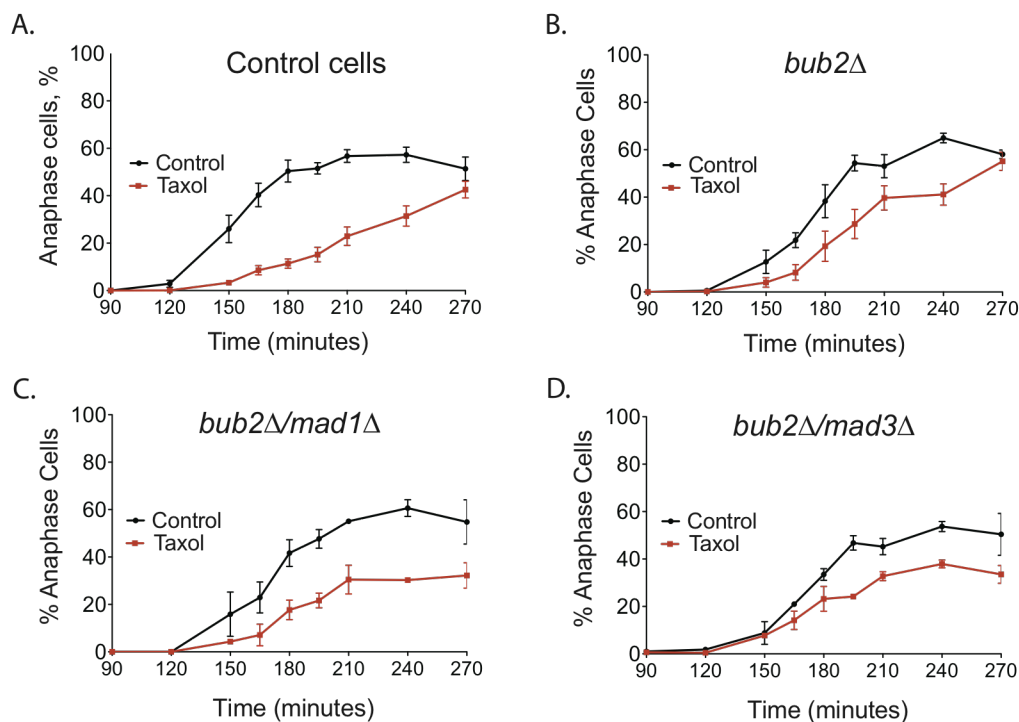 A.
Control cells
Anaphase cells, %
100
80
60
40
20
0
Control
Taxol
90 120 150 180 210 240 270
Time (minutes)
B.
bub2Δ
% Anaphase Cells
100
80
60
40
20
0
Control
Taxol
90 120 150 180 210 240 270
Time (minutes)
C.
bub2Δ/mad1Δ
% Anaphase Cells
100
80
60
40
20
0
Control
Taxol
90 120 150 180 210 240 270
Time (minutes)
D.
bub2Δ/mad3Δ
% Anaphase Cells
100
80
60
40
20
0
Control
Taxol
90 120 150 180 210 240 270
Time (minutes)